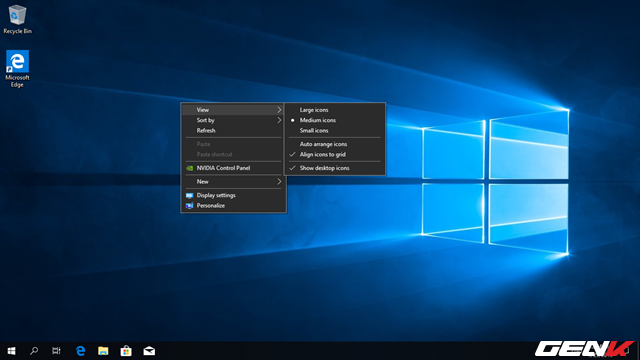 Recycle Bin
Microsoft
Edge
View
Sort by
Refresh
Paste
Paste shortcut
NVIDIA Control Panel
New
Display settings
Personalize
Large icons
Medium icons
Small icons
Auto arrange icons
Align icons to grid
Show desktop icons
GENK